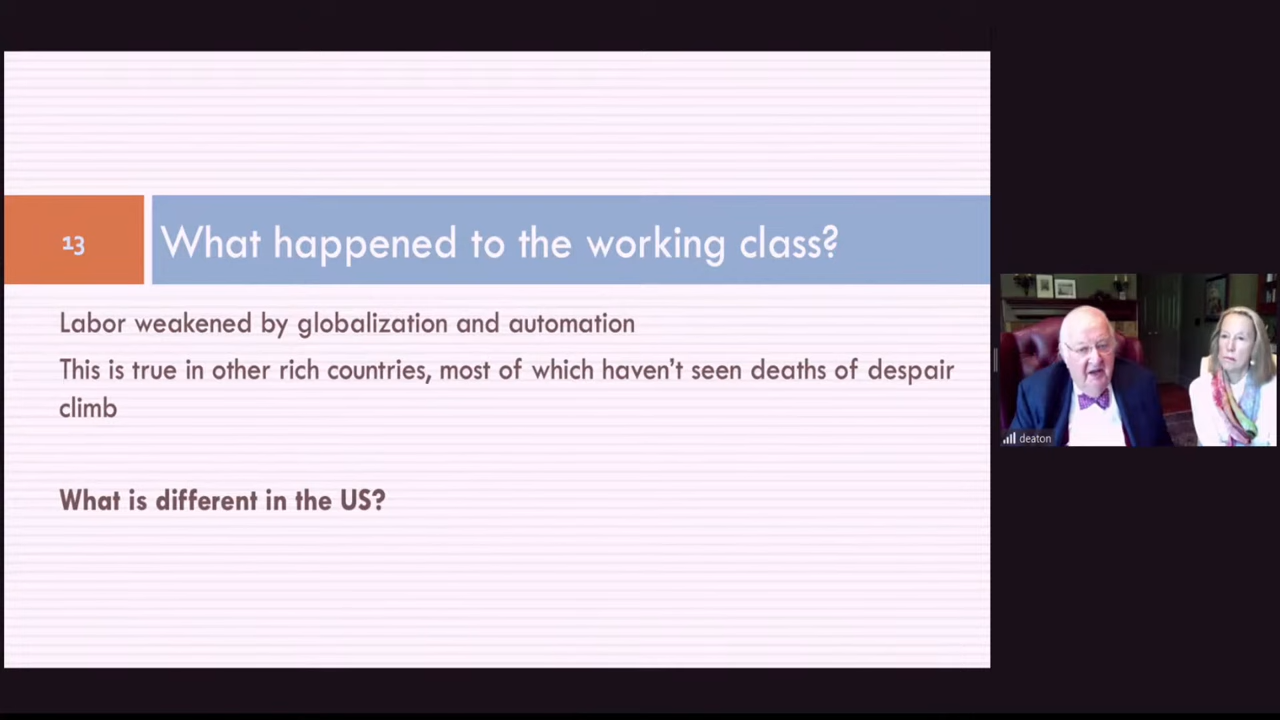 13
What happened to the working class?
Labor weakened by globalization and automation
This is true in other rich countries, most of which haven't seen deaths of despair
climb
What is different in the US?
deaton